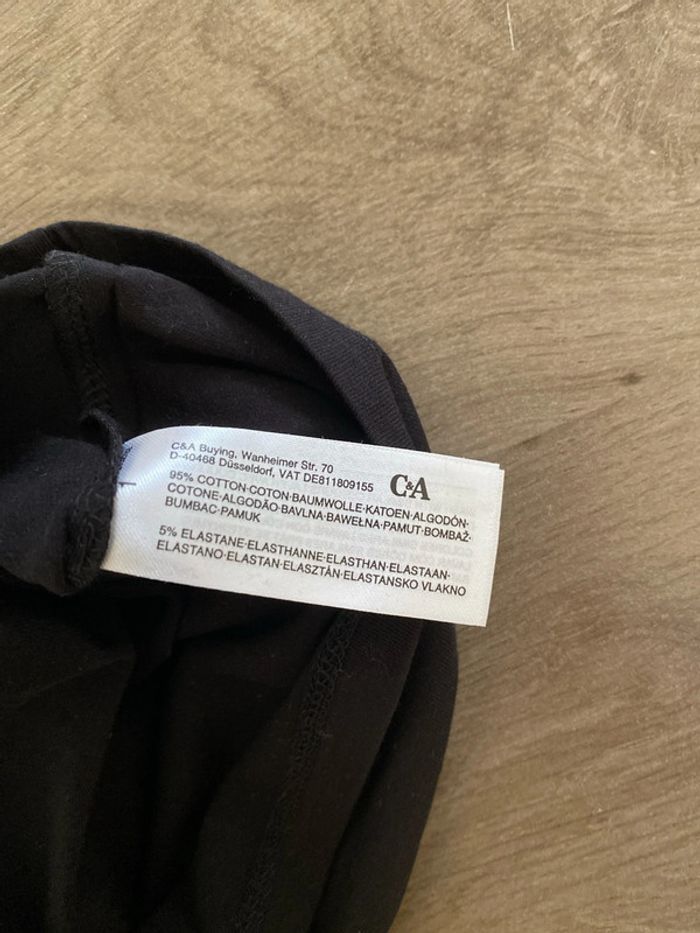 C&A Buying, Wanheimer Str. 70
D-40468 Düsseldorf, VAT DE811809155
C&A
95% COTTON·COTON·BAUMWOLLE·KATOEN·ALGODÓN·
COTONE·ALGODÃO·BAVLNA·BAWEŁNA·PAMUT·BOMBAŽ·
BUMBAC·PAMUK
5% ELASTANE·ELASTHANNE·ELASTHAN·ELASTAAN·
ELASTANO·ELASTAN·ELASZTÁN·ELASTANSKO VLAKNO